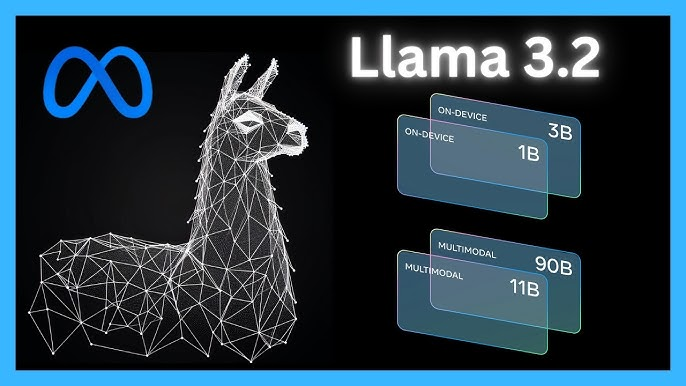 Llama 3.2
ON-DEVICE 3B
ON-DEVICE 1B
MULTIMODAL 90B
MULTIMODAL 11B